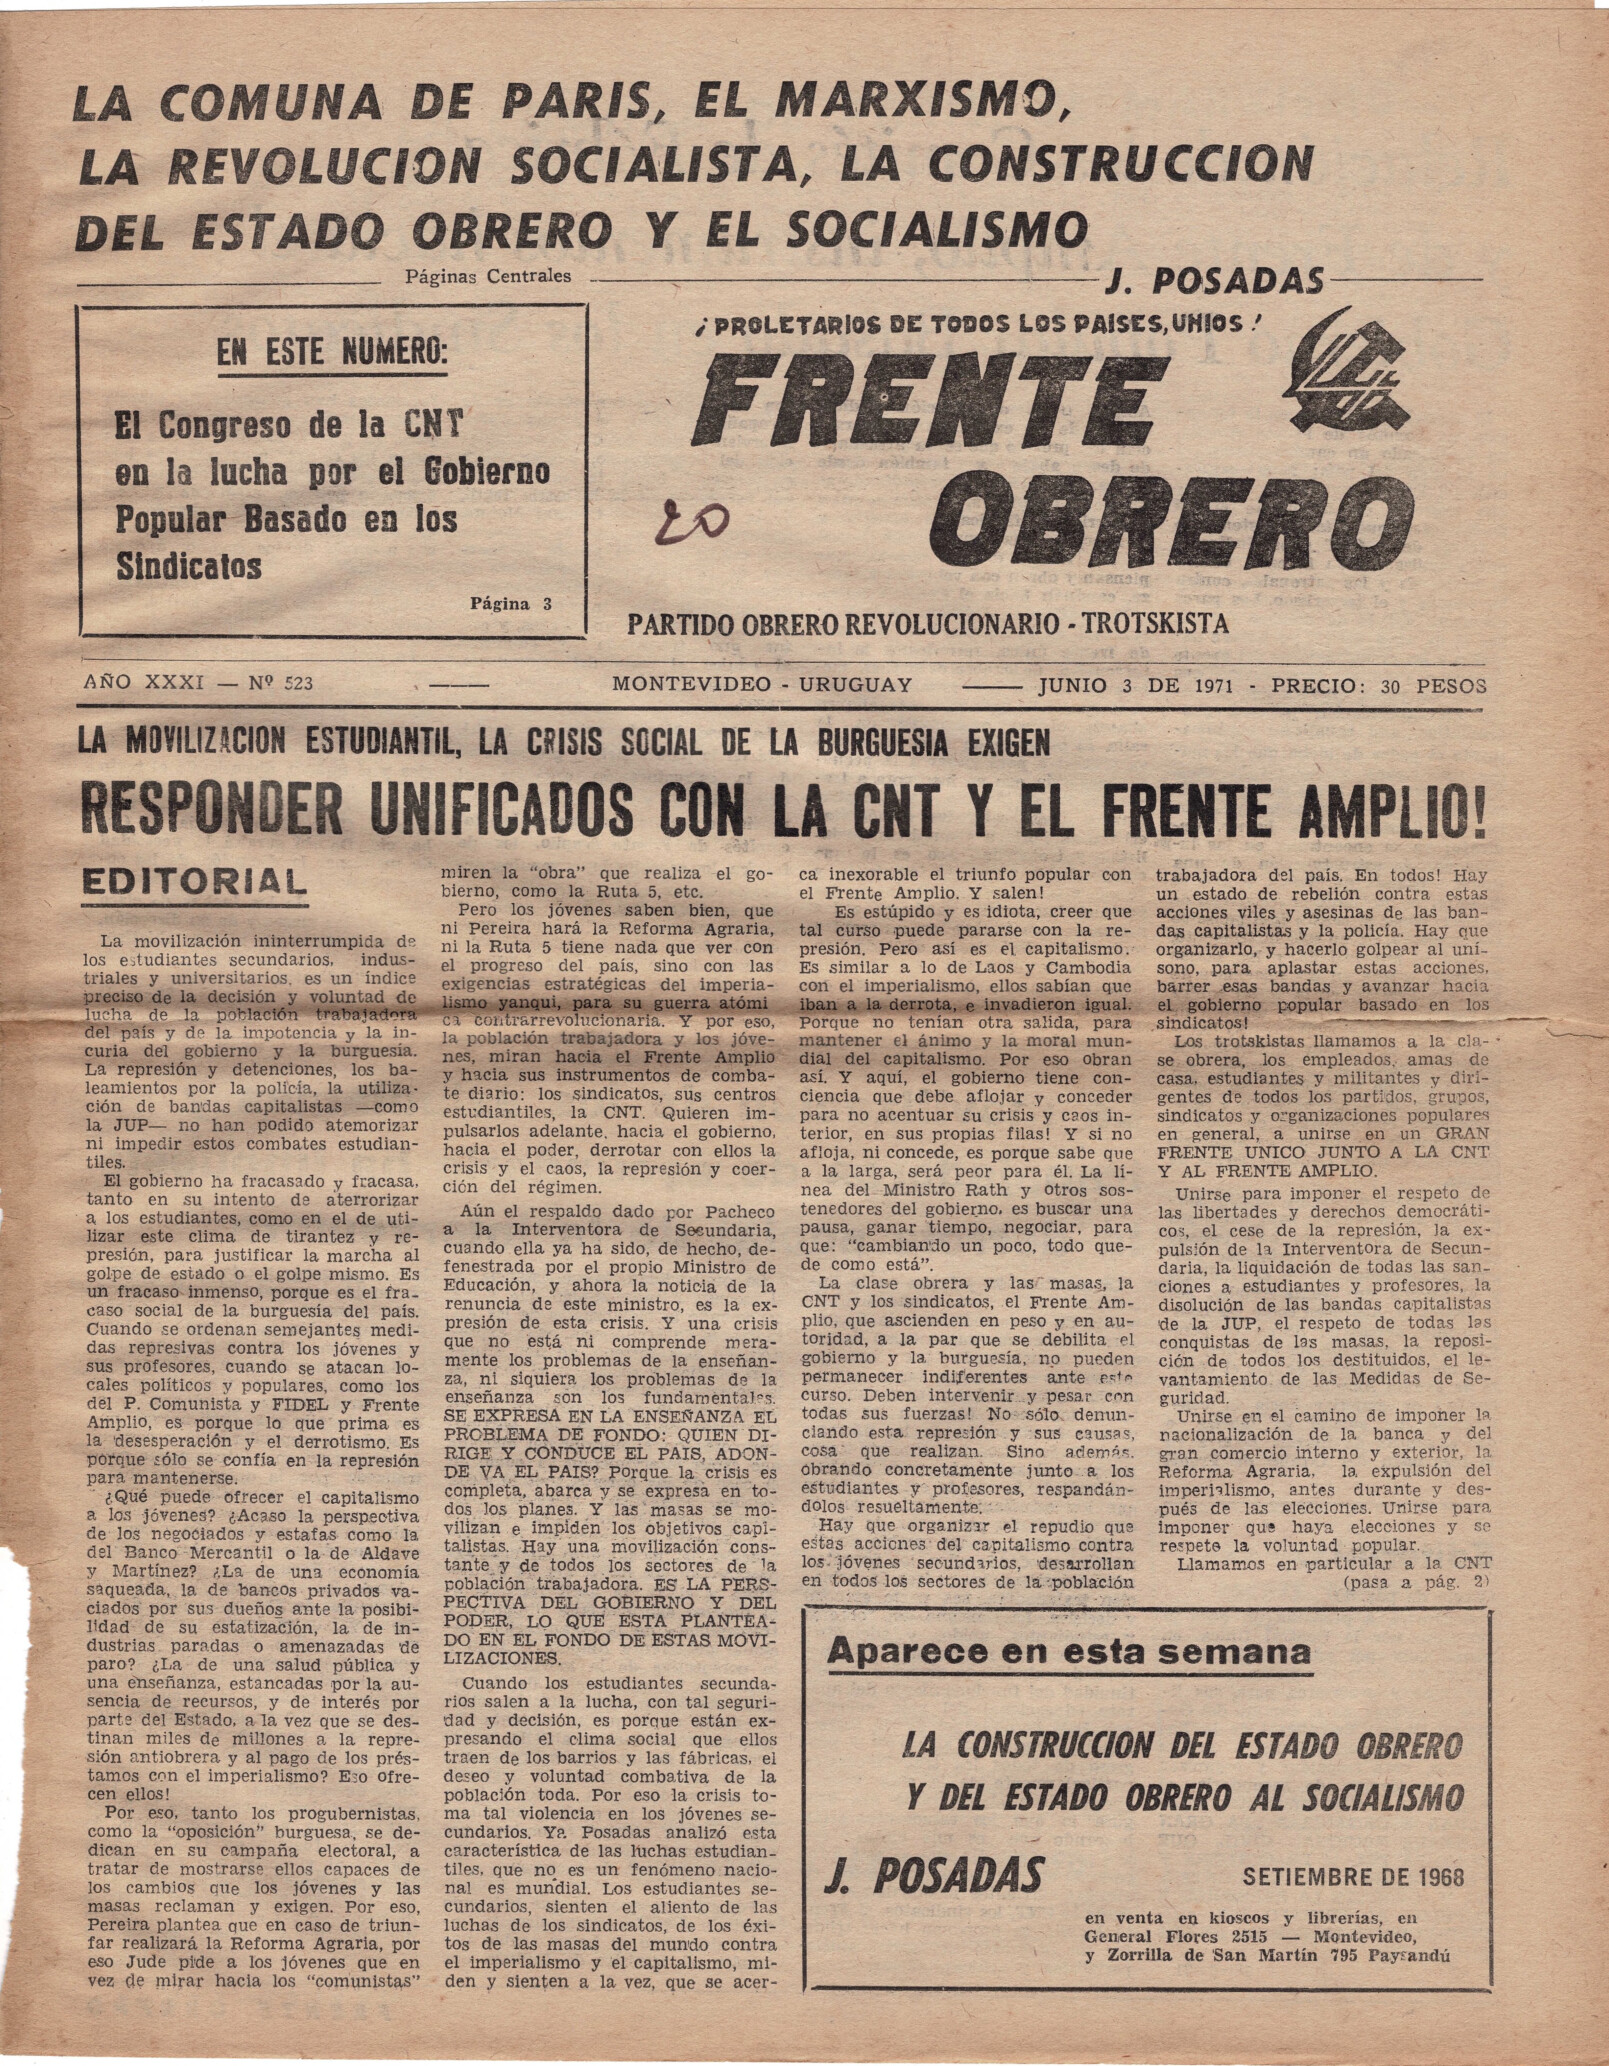 LA COMUNA DE PARIS, EL MARXISMO,
LA REVOLUCION SOCIALISTA, LA CONSTRUCCION
DEL ESTADO OBRERO Y EL SOCIALISMO
Páginas Centrales
J. POSADAS
EN ESTE NUMERO:
El Congreso de la CNT
en la lucha por el Gobierno
Popular Basado en los
Sindicatos
Página 3
¡PROLETARIOS DE TODOS LOS PAISES, UNIOS!
FRENTE
OBRERO
20
PARTIDO OBRERO REVOLUCIONARIO - TROTSKISTA
AÑO XXXI — Nº 523
MONTEVIDEO - URUGUAY
JUNIO 3 DE 1971 - PRECIO: 30 PESOS
LA MOVILIZACION ESTUDIANTIL, LA CRISIS SOCIAL DE LA BURGUESIA EXIGEN
RESPONDER UNIFICADOS CON LA CNT Y EL FRENTE AMPLIO!
EDITORIAL
La movilización ininterrumpida de
los estudiantes secundarios, indus-
triales y universitarios, es un índice
preciso de la decisión y voluntad de
lucha de la población trabajadora
del país y de la impotencia y la in-
curia del gobierno y la burguesía.
La represión y detenciones, los ba-
leamientos por la policía, la utiliza-
ción de bandas capitalistas —como
la JUP— no han podido atemorizar
ni impedir estos combates estudian-
tiles.
El gobierno ha fracasado y fracasa,
tanto en su intento de aterrorizar
a los estudiantes, como en el de uti-
lizar este clima de tirantez y re-
presión, para justificar la marcha al
golpe de estado o el golpe mismo. Es
un fracaso inmenso, porque es el fra-
caso social de la burguesía del país.
Cuando se ordenan semejantes medi-
das represivas contra los jóvenes y
sus profesores, cuando se atacan lo-
cales políticos y populares, como los
del P. Comunista y FIDEL y Frente
Amplio, es porque lo que prima es
la desesperación y el derrotismo. Es
porque sólo se confía en la represión
para mantenerse.
¿Qué puede ofrecer el capitalismo
a los jóvenes? ¿Acaso la perspectiva
de los negociados y estafas como la
del Banco Mercantil o la de Aldave
y Martínez? ¿La de una economía
saqueada, la de bancos privados va-
ciados por sus dueños ante la posibi-
lidad de su estatización, la de in-
dustrias paradas o amenazadas de
paro? ¿La de una salud pública y
una enseñanza, estancadas por la au-
sencia de recursos, y de interés por
parte del Estado, a la vez que se des-
tinan miles de millones a la repre-
sión antiobrera y al pago de los prés-
tamos con el imperialismo? Eso ofre-
cen ellos!
Por eso, tanto los progubernistas,
como la "oposición" burguesa, se de-
dican en su campaña electoral, a
tratar de mostrarse ellos capaces de
los cambios que los jóvenes y las
masas reclaman y exigen. Por eso,
Pereira plantea que en caso de triun-
far realizará la Reforma Agraria, por
eso Jude pide a los jóvenes que en
vez de mirar hacia los "comunistas"
miren la "obra" que realiza el go-
bierno, como la Ruta 5, etc.
Pero los jóvenes saben bien, que
ni Pereira hará la Reforma Agraria,
ni la Ruta 5 tiene nada que ver con
el progreso del país, sino con las
exigencias estratégicas del imperia-
lismo yanqui, para su guerra atómi
ca contrarrevolucionaria. Y por eso,
la población trabajadora y los jóve-
nes, miran hacia el Frente Amplio
y hacia sus instrumentos de comba-
te diario: los sindicatos, sus centros
estudiantiles, la CNT. Quieren im-
pulsarlos adelante, hacia el gobierno,
hacia el poder, derrotar con ellos la
crisis y el caos, la represión y coer-
ción del régimen.
Aún el respaldo dado por Pacheco
a la Interventora de Secundaria,
cuando ella ya ha sido, de hecho, de-
fenestrada por el propio Ministro de
Educación, y ahora la noticia de la
renuncia de este ministro, es la ex-
presión de esta crisis. Y una crisis
que no está ni comprende mera-
mente los problemas de la enseñan-
za, ni siquiera los problemas de la
enseñanza son los fundamentales.
SE EXPRESA EN LA ENSEÑANZA EL
PROBLEMA DE FONDO: QUIEN DI-
RIGE Y CONDUCE EL PAIS, ADON-
DE VA EL PAIS? Porque la crisis es
completa, abarca y se expresa en to-
dos los planes. Y las masas se mo-
vilizan e impiden los objetivos capi-
talistas. Hay una movilización cons-
tante y de todos los sectores de la
población trabajadora. ES LA PERS-
PECTIVA DEL GOBIERNO Y DEL
PODER, LO QUE ESTA PLANTEA-
DO EN EL FONDO DE ESTAS MOVI-
LIZACIONES.
Cuando los estudiantes secunda-
rios salen a la lucha, con tal seguri-
dad y decisión, es porque están ex-
presando el clima social que ellos
traen de los barrios y las fábricas, el
deseo y voluntad combativa de la
población toda. Por eso la crisis to-
ma tal violencia en los jóvenes se-
cundarios. Ya Posadas analizó esta
característica de las luchas estudian-
tiles, que no es un fenómeno nacio-
nal es mundial. Los estudiantes se-
cundarios, sienten el aliento de las
luchas de los sindicatos, de los éxi-
tos de las masas del mundo contra
el imperialismo y el capitalismo, mi-
den y sienten a la vez, que se acer-
ca inexorable el triunfo popular con
el Frente Amplio. Y salen!
Es estúpido y es idiota, creer que
tal curso puede pararse con la re-
presión. Pero así es el capitalismo.
Es similar a lo de Laos y Cambodia
con el imperialismo, ellos sabían que
iban a la derrota, e invadieron igual.
Porque no tenían otra salida, para
mantener el ánimo y la moral mun-
dial del capitalismo. Por eso obran
así. Y aquí, el gobierno tiene con-
ciencia que debe aflojar y conceder
para no acentuar su crisis y caos in-
terior, en sus propias filas! Y si no
afloja, ni concede, es porque sabe que
a la larga, será peor para él. La lí-
nea del Ministro Rath y otros sos-
tenedores del gobierno, es buscar una
pausa, ganar tiempo, negociar, para
que: "cambiando un poco, todo que-
de como está".
La clase obrera y las masas, la
CNT y los sindicatos, el Frente Am-
plio, que ascienden en peso y en au-
toridad, a la par que se debilita el
gobierno y la burguesía, no pueden
permanecer indiferentes ante este
curso. Deben intervenir y pesar con
todas sus fuerzas! No sólo denun-
ciando esta represión y sus causas,
cosa que realizan. Sino además,
obrando concretamente junto a los
estudiantes y profesores, respandán-
dolos resueltamente.
Hay que organizar el repudio que
estas acciones del capitalismo contra
los jóvenes secundarios, desarrollan
en todos los sectores de la población
trabajadora del país. En todos! Hay
un estado de rebelión contra estas
acciones viles y asesinas de las ban-
das capitalistas y la policía. Hay que
organizarlo, y hacerlo golpear al uní-
sono, para aplastar estas acciones,
barrer esas bandas y avanzar hacia
el gobierno popular basado en los
sindicatos!
Los trotskistas llamamos a la cla-
se obrera, los empleados, amas de
casa, estudiantes y militantes y diri-
gentes de todos los partidos, grupos,
sindicatos y organizaciones populares
en general, a unirse en un GRAN
FRENTE UNICO JUNTO A LA CNT
Y AL FRENTE AMPLIO.
Unirse para imponer el respeto de
las libertades y derechos democráti-
cos, el cese de la represión, la ex-
pulsión de la Interventora de Secun-
daria, la liquidación de todas las san-
ciones a estudiantes y profesores, la
disolución de las bandas capitalistas
de la JUP, el respeto de todas las
conquistas de las masas, la reposi-
ción de todos los destituidos, el le-
vantamiento de las Medidas de Se-
guridad.
Unirse en el camino de imponer la
nacionalización de la banca y del
gran comercio interno y exterior, la
Reforma Agraria, la expulsión del
imperialismo, antes durante y des-
pués de las elecciones. Unirse para
imponer que haya elecciones y se
respete la voluntad popular.
Llamamos en particular a la CNT
(pasa a pág. 2)
Aparece en esta semana
LA CONSTRUCCION DEL ESTADO OBRERO
Y DEL ESTADO OBRERO AL SOCIALISMO
J. POSADAS
SETIEMBRE DE 1968
en venta en kioscos y librerías, en
General Flores 2515 — Montevideo,
y Zorrilla de San Martín 795 Paysandú